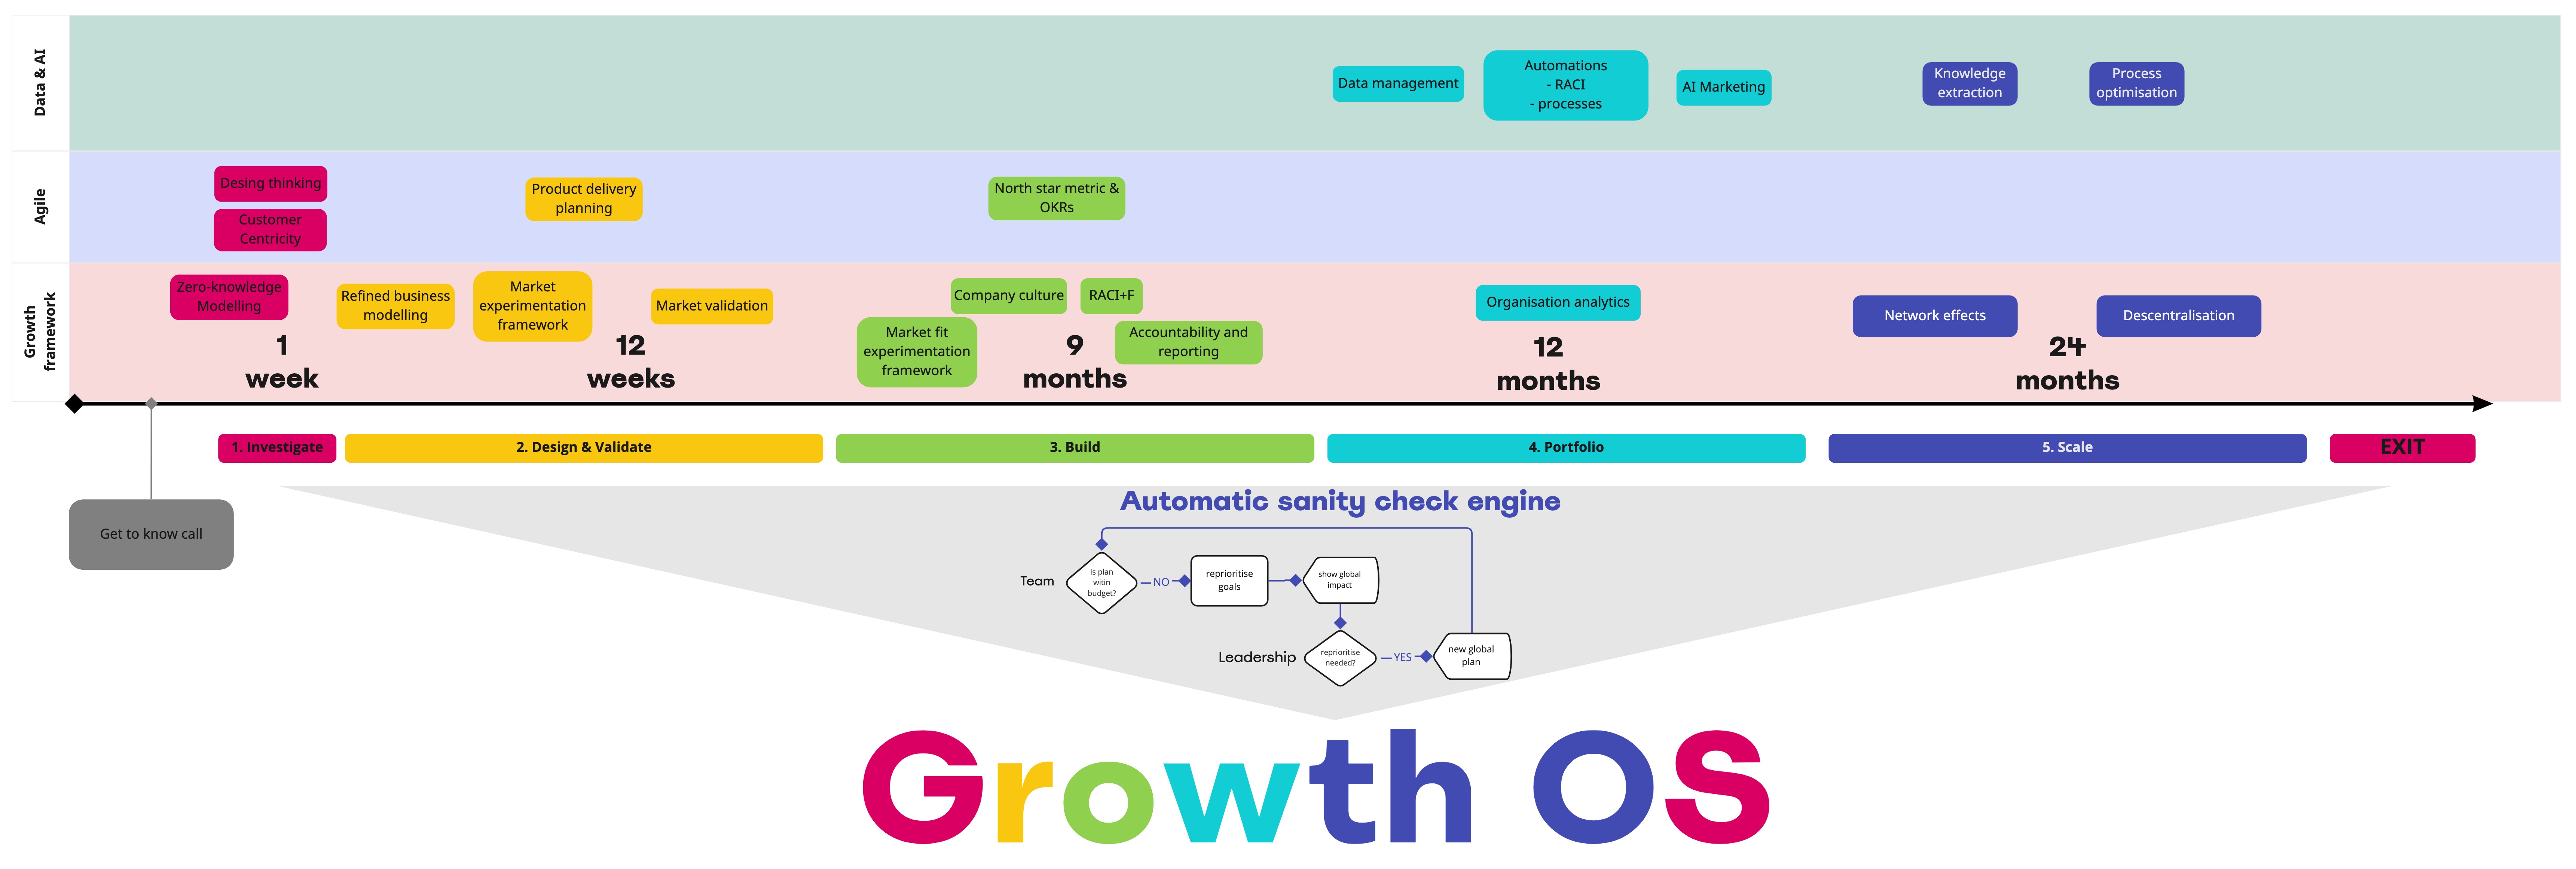 Data & AI
Data management
Automations
- RACI
- processes
AI Marketing
Knowledge
extraction
Process
optimisation
Agile
Desing thinking
Customer
Centricity
Product delivery
planning
North star metric &
OKRs
Growth
framework
Zero-knowledge
Modelling
Refined business
modelling
Market
experimentation
framework
Market validation
Market fit
experimentation
framework
Company culture
RACI+F
Accountability and
reporting
Organisation analytics
Network effects
Descentralisation
1
week
12
weeks
9
months
12
months
24
months
1. Investigate
2. Design & Validate
3. Build
4. Portfolio
5. Scale
EXIT
Get to know call
Automatic sanity check engine
Team
is plan
witin
budget?
NO
reprioritise
goals
show global
impact
Leadership
reprioritise
needed?
YES
new global
plan
Growth OS